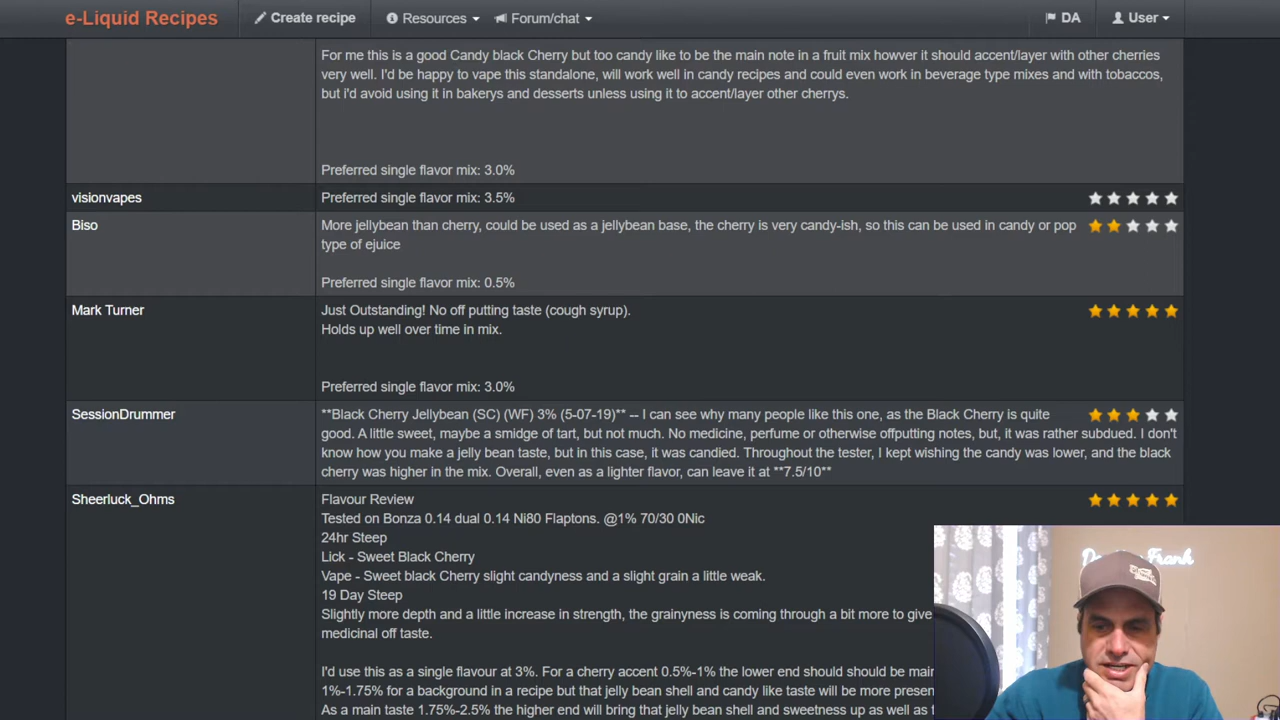 e-Liquid Recipes
Create recipe
Resources
Forum/chat
DA
User
For me this is a good Candy black Cherry but too candy like to be the main note in a fruit mix howver it should accent/layer with other cherries
very well. I'd be happy to vape this standalone, will work well in candy recipes and could even work in beverage type mixes and with tobaccos,
but i'd avoid using it in bakerys and desserts unless using it to accent/layer other cherrys.
Preferred single flavor mix: 3.0%
visionvapes
Preferred single flavor mix: 3.5%
Biso
More jellybean than cherry, could be used as a jellybean base, the cherry is very candy-ish, so this can be used in candy or pop
type of ejuice
Preferred single flavor mix: 0.5%
Mark Turner
Just Outstanding! No off putting taste (cough syrup).
Holds up well over time in mix.
Preferred single flavor mix: 3.0%
SessionDrummer
**Black Cherry Jellybean (SC) (WF) 3% (5-07-19)** -- I can see why many people like this one, as the Black Cherry is quite
good. A little sweet, maybe a smidge of tart, but not much. No medicine, perfume or otherwise offputting notes, but, it was rather subdued. I don't
know how you make a jelly bean taste, but in this case, it was candied. Throughout the tester, I kept wishing the candy was lower, and the black
cherry was higher in the mix. Overall, even as a lighter flavor, can leave it at **7.5/10**
Sheerluck_Ohms
Flavour Review
Tested on Bonza 0.14 dual 0.14 Ni80 Flaptons. @1% 70/30 0Nic
24hr Steep
Lick - Sweet Black Cherry
Vape - Sweet black Cherry slight candyness and a slight grain a little weak.
19 Day Steep
Slightly more depth and a little increase in strength, the grainyness is coming through a bit more to give
medicinal off taste.
I'd use this as a single flavour at 3%. For a cherry accent 0.5%-1% the lower end should should be
1%-1.75% for a background in a recipe but that jelly bean shell and candy like taste will be more
As a main taste 1.75%-2.5% the higher end will bring that jelly bean shell and sweetness up as well as
Frank